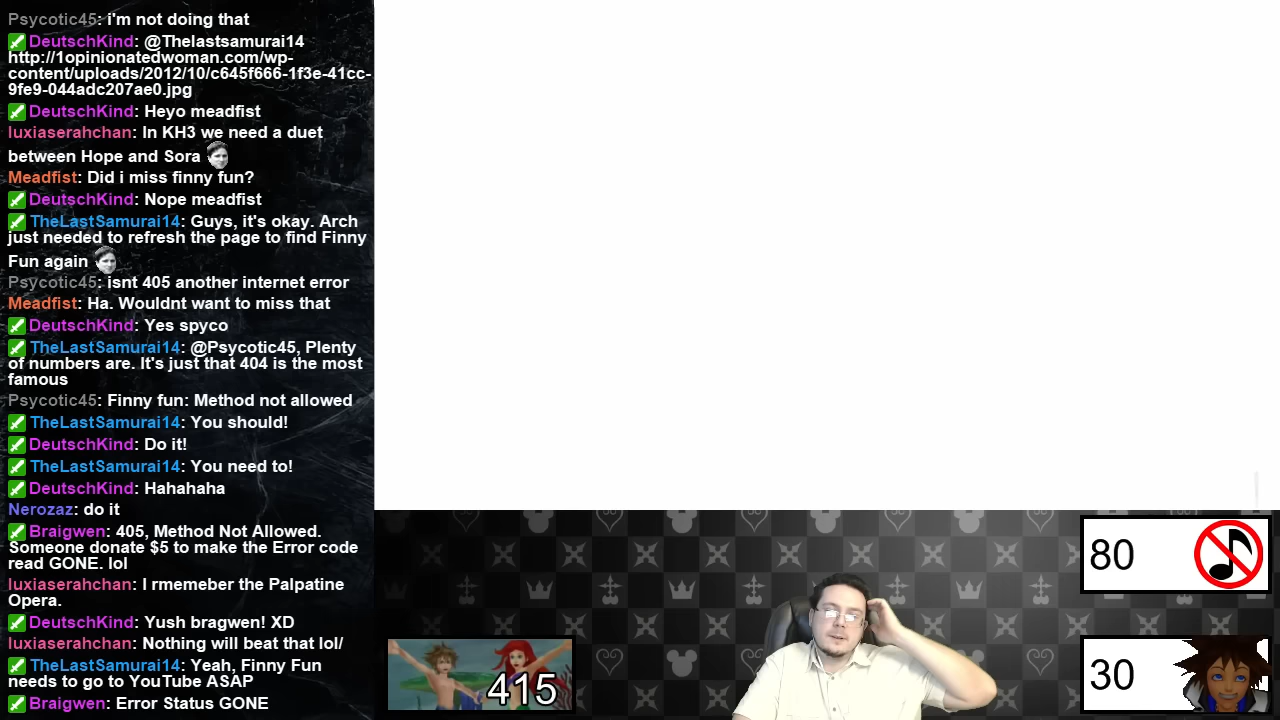 Psycotic45: i'm not doing that
DeutschKind: @Thelastsamurai14
http://1opinionatedwoman.com/wp-
content/uploads/2012/10/c645f666-1f3e-41cc-
9fe9-044adc207ae0.jpg
DeutschKind: Heyo meadfist
luxiaserahchan: In KH3 we need a duet
between Hope and Sora
Meadfist: Did i miss finny fun?
DeutschKind: Nope meadfist
TheLastSamurai14: Guys, it's okay. Arch
just needed to refresh the page to find Finny
Fun again
Psycotic45: isnt 405 another internet error
Meadfist: Ha. Wouldnt want to miss that
DeutschKind: Yes spyco
TheLastSamurai14: @Psycotic45, Plenty
of numbers are. It's just that 404 is the most
famous
Psycotic45: Finny fun: Method not allowed
TheLastSamurai14: You should!
DeutschKind: Do it!
TheLastSamurai14: You need to!
DeutschKind: Hahahaha
Nerozaz: do it
Braigwen: 405, Method Not Allowed.
Someone donate $5 to make the Error code
read GONE. lol
luxiaserahchan: I rmemeber the Palpatine
Opera.
DeutschKind: Yush bragwen! XD
luxiaserahchan: Nothing will beat that lol/
TheLastSamurai14: Yeah, Finny Fun
needs to go to YouTube ASAP
Braigwen: Error Status GONE
80
415
30